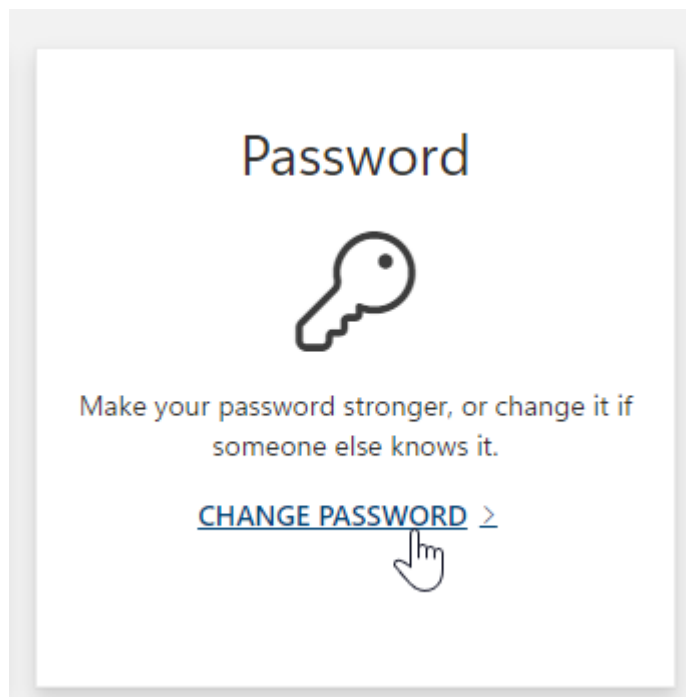 Password
Make your password stronger, or change it if
someone else knows it.
CHANGE PASSWORD >